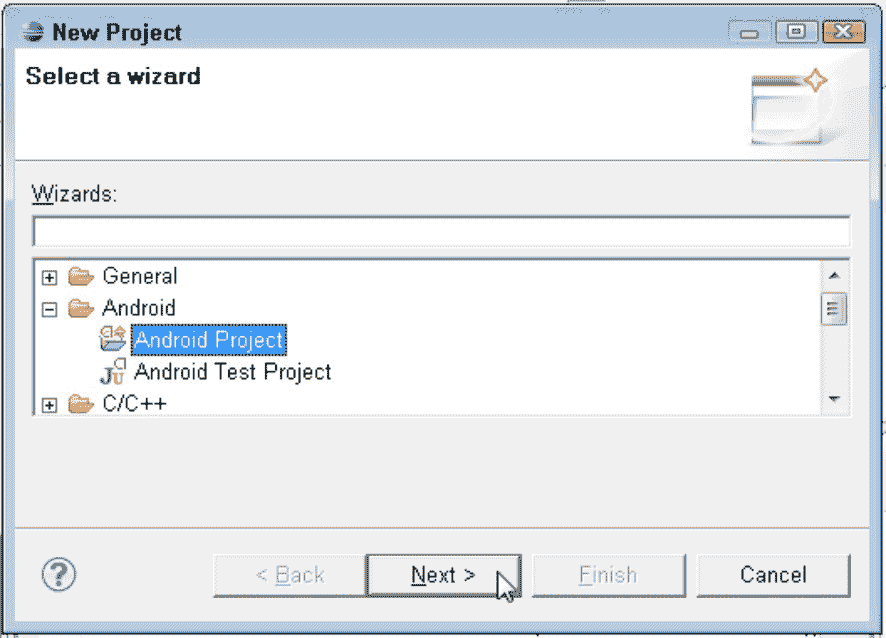 New Project
Select a wizard
Wizards:
General
Android
Android Project
Android Test Project
C/C++
< Back Next > Finish Cancel